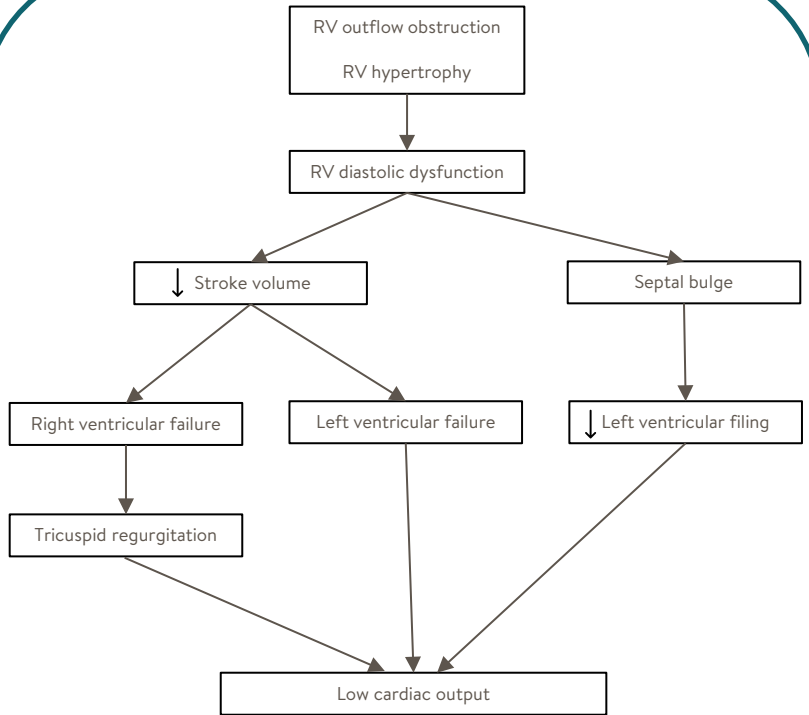 RV outflow obstruction
RV hypertrophy
RV diastolic dysfunction
↓ Stroke volume
Septal bulge
Right ventricular failure
Left ventricular failure
↓ Left ventricular filing
Tricuspid regurgitation
Low cardiac output